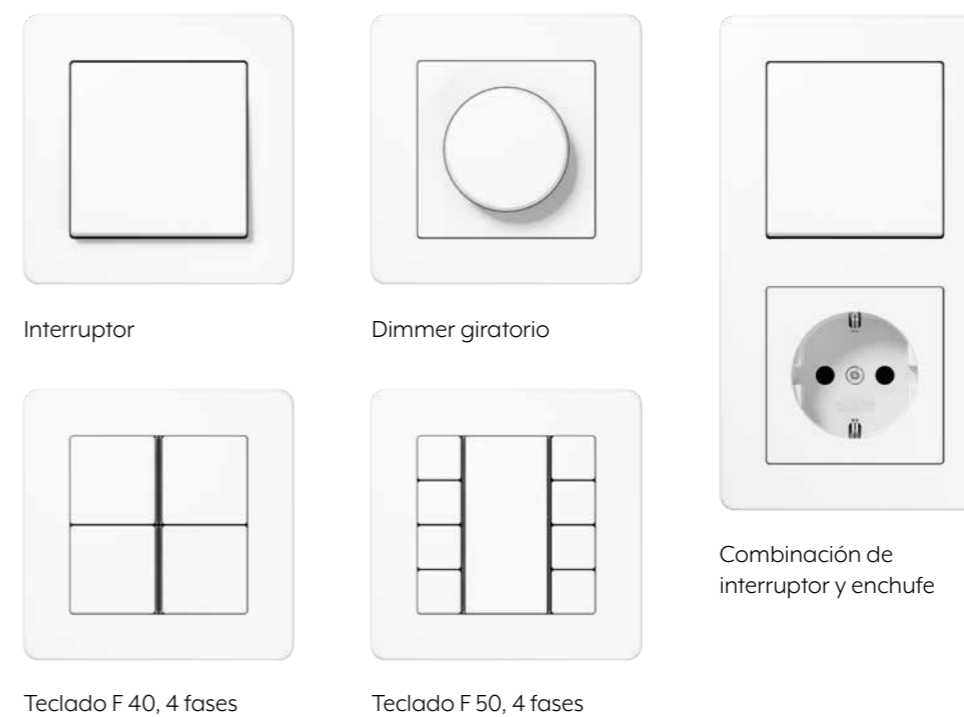 Interruptor
Dimmer giratorio
Combinación de
interruptor y enchufe
Teclado F 40, 4 fases
Teclado F 50, 4 fases